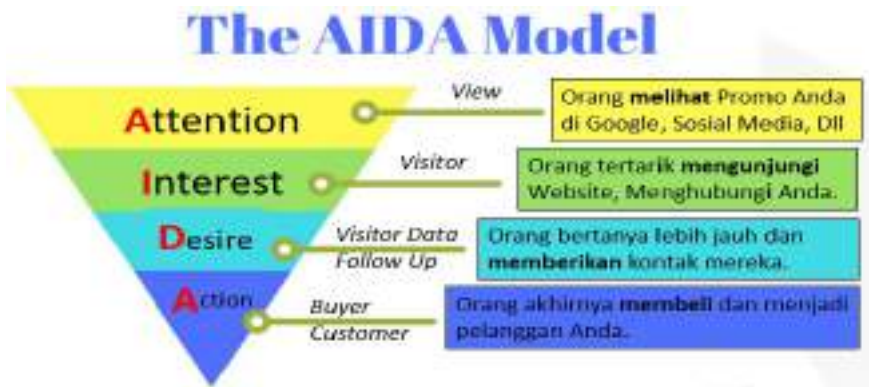 The AIDA Model
Attention
View
Orang melihat Promo Anda
di Google, Sosial Media, Dll
Interest
Visitor
Orang tertarik mengunjungi
Website, Menghubungi Anda.
Desire
Visitor Data
Follow Up
Orang bertanya lebih jauh dan
memberikan kontak mereka.
Action
Buyer
Customer
Orang akhirnya membeli dan menjadi
pelanggan Anda.